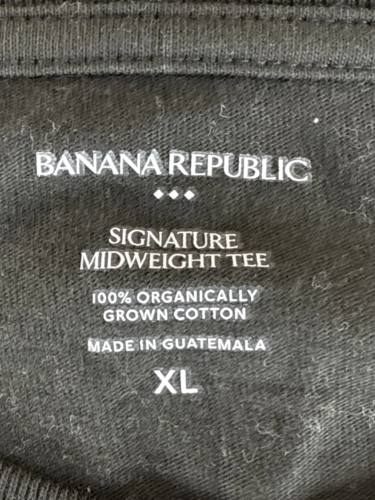 BANANA REPUBLIC
SIGNATURE
MIDWEIGHT TEE
100% ORGANICALLY
GROWN COTTON
MADE IN GUATEMALA
XL